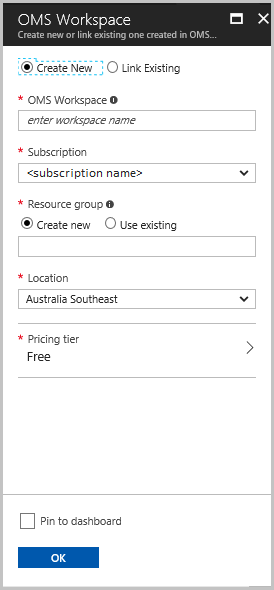 OMS Workspace
Create new or link existing one created in OMS...
Create New Link Existing
* OMS Workspace
enter workspace name
* Subscription
<subscription name>
* Resource group
Create new Use existing
* Location
Australia Southeast
* Pricing tier
Free
Pin to dashboard
OK